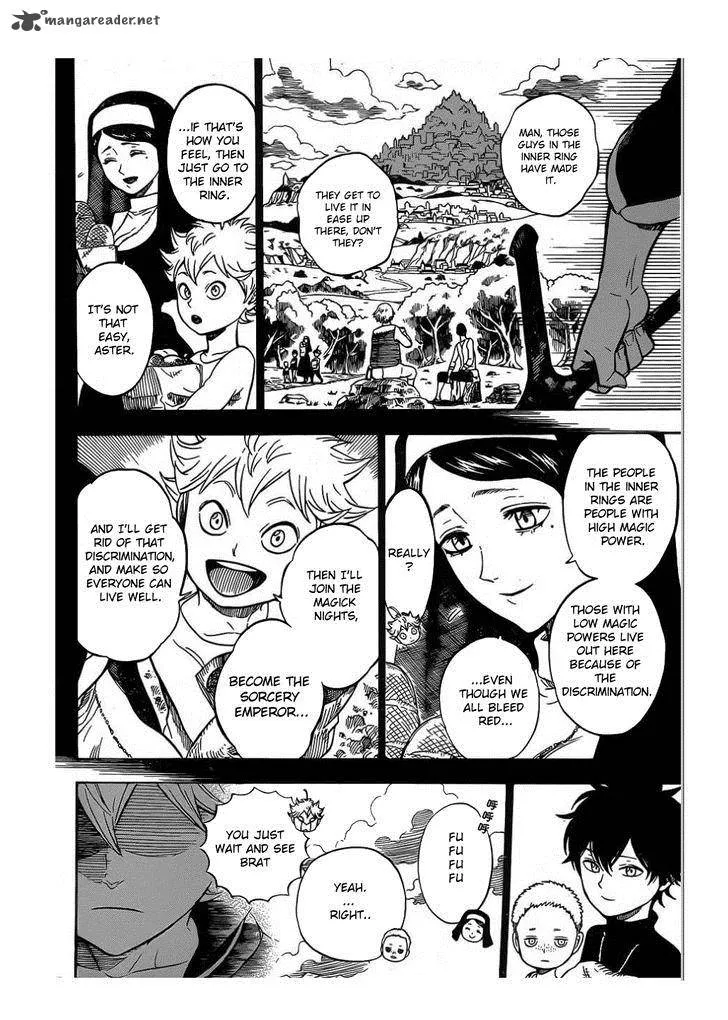 mangareader.net
MAN, THOSE
GUYS IN THE
INNER RING
HAVE MADE
IT.
THEY GET TO
LIVE IT IN
EASE UP
THERE, DON'T
THEY?
...IF THAT'S
HOW YOU
FEEL, THEN
JUST GO TO
THE INNER
RING.
IT'S NOT
THAT
EASY,
ASTER.
THE PEOPLE
IN THE INNER
RINGS ARE
PEOPLE WITH
HIGH MAGIC
POWER.
THOSE WITH
LOW MAGIC
POWERS LIVE
OUT HERE
BECAUSE OF
THE
DISCRIMINATION.
...EVEN
THOUGH WE
ALL BLEED
RED...
REALLY
?
THEN I'LL
JOIN THE
MAGICK
NIGHTS,
BECOME THE
SORCERY
EMPEROR...
AND I'LL GET
RID OF THAT
DISCRIMINATION,
AND MAKE SO
EVERYONE CAN
LIVE WELL.
呼呼呼
FU
FU
FU
FU
YEAH.
...
RIGHT..
YOU JUST
WAIT AND SEE
BRAT